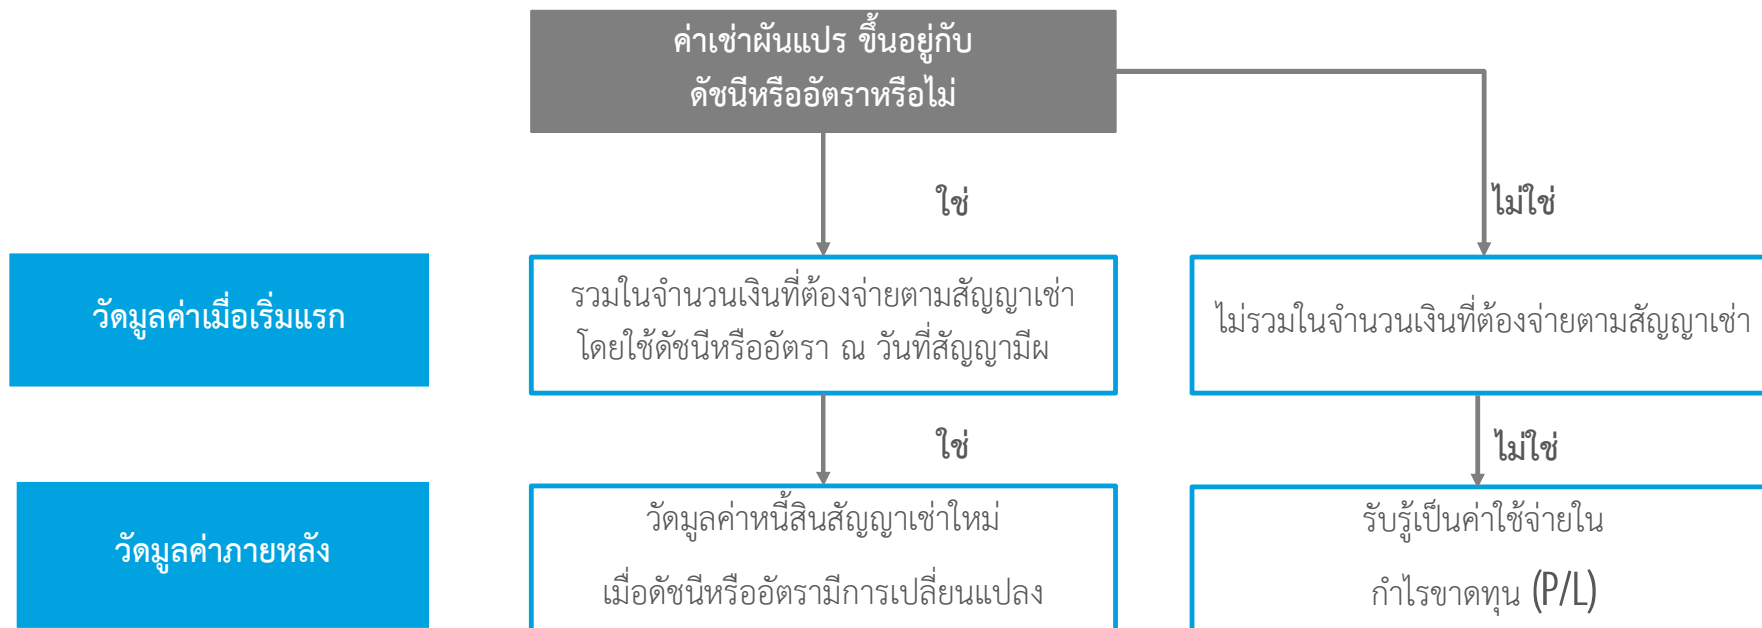 ค่าเช่าผันแปร ขึ้นอยู่กับ
ดัชนีหรืออัตราหรือไม่
ใช่
ไม่ใช่
วัดมูลค่าเมื่อเริ่มแรก
รวมในจำนวนเงินที่ต้องจ่ายตามสัญญาเช่า
โดยใช้ดัชนีหรืออัตรา ณ วันที่สัญญามีผ
ไม่รวมในจำนวนเงินที่ต้องจ่ายตามสัญญาเช่า
ใช่
ไม่ใช่
วัดมูลค่าภายหลัง
วัดมูลค่าหนี้สินสัญญาเช่าใหม่
เมื่อดัชนีหรืออัตรามีการเปลี่ยนแปลง
รับรู้เป็นค่าใช้จ่ายใน
กำไรขาดทุน (P/L)